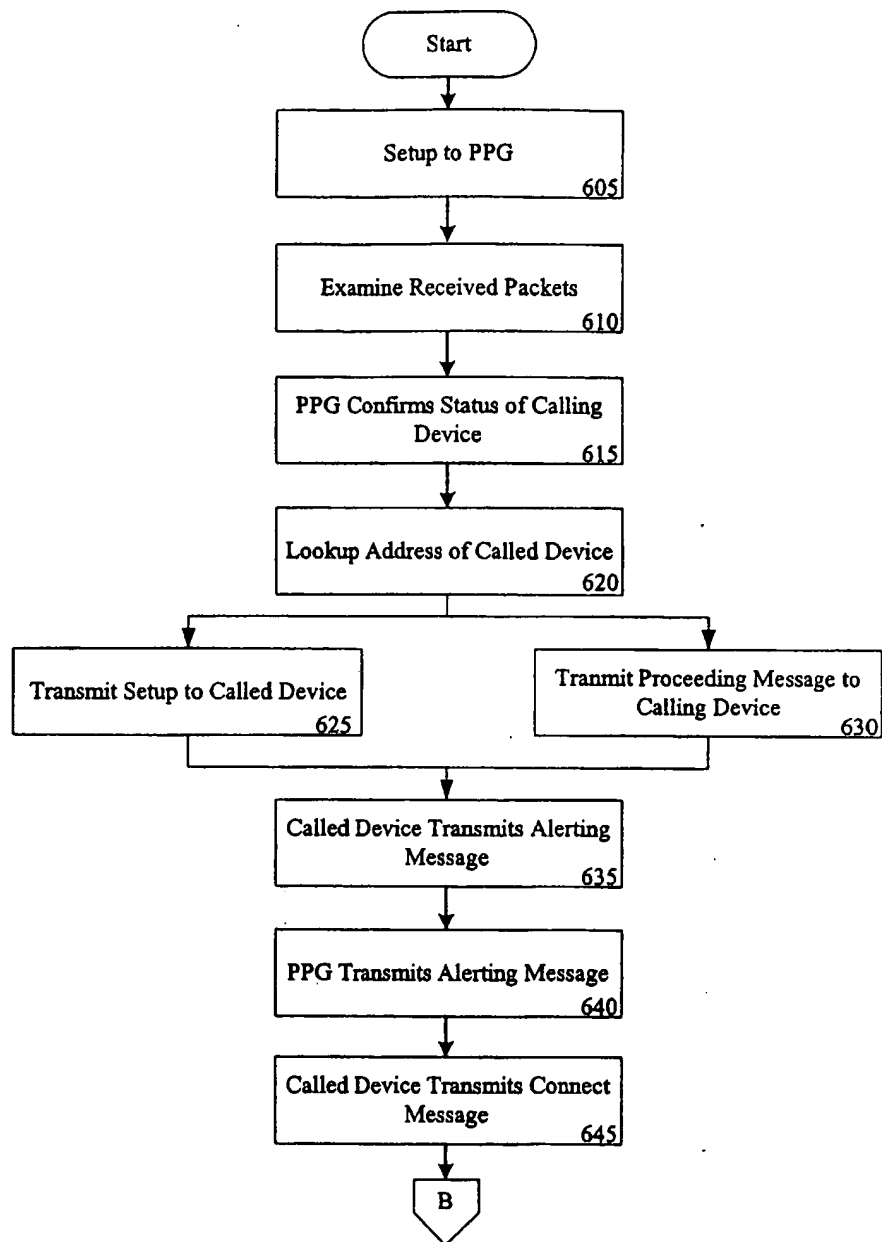 Start
Setup to PPG
605
Examine Received Packets
610
PPG Confirms Status of Calling
Device
615
Lookup Address of Called Device
620
Transmit Setup to Called Device
625
Tranmit Proceeding Message to
Calling Device
630
Called Device Transmits Alerting
Message
635
PPG Transmits Alerting Message
640
Called Device Transmits Connect
Message
645
B